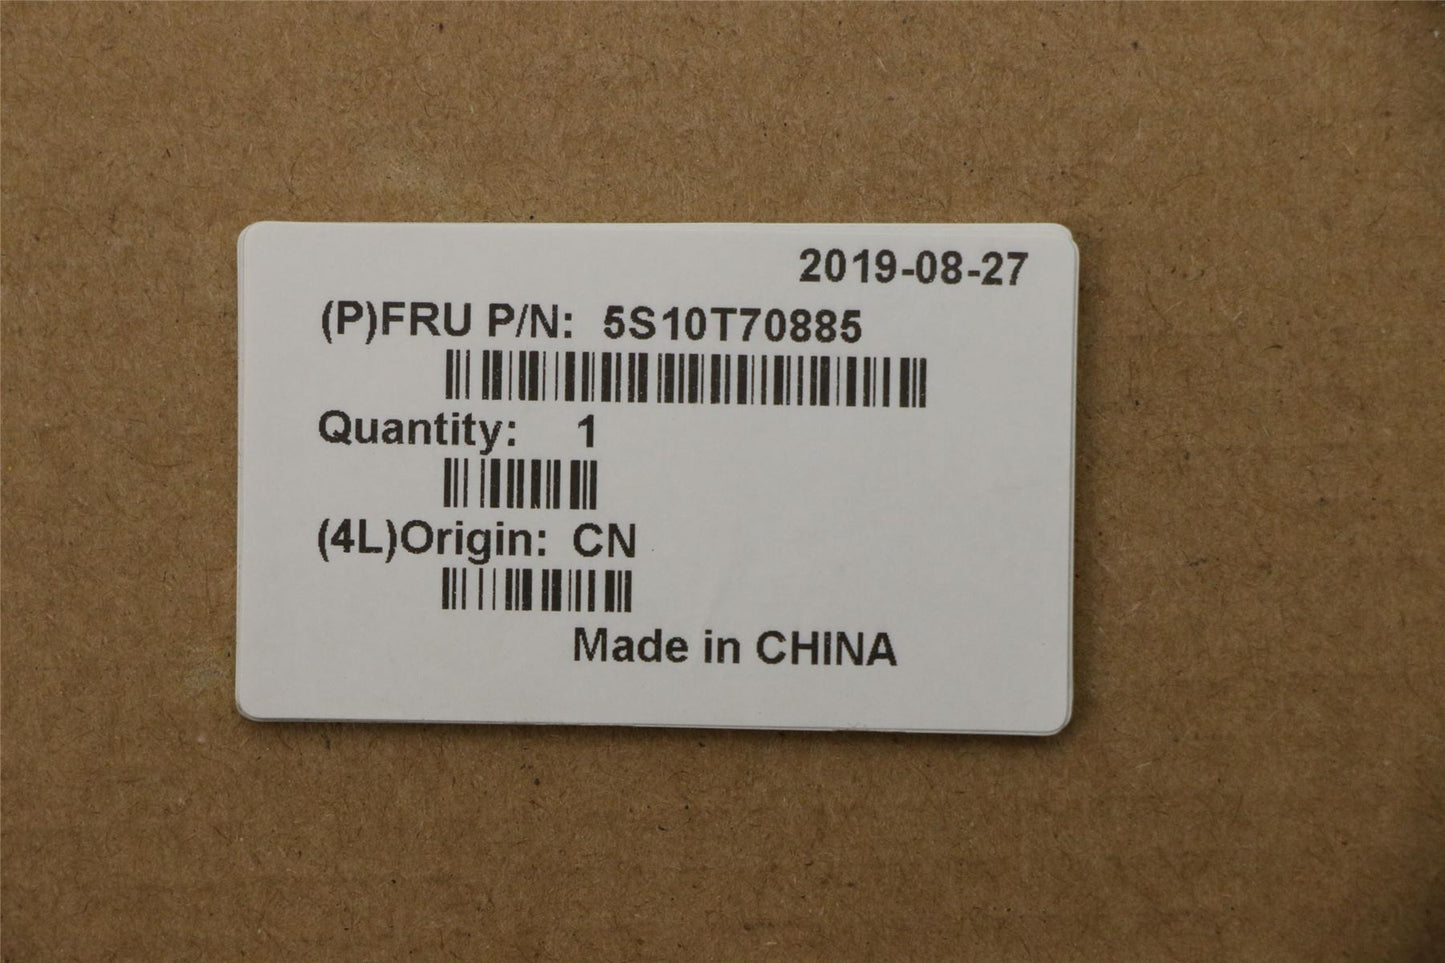 2019-08-27
(P)FRU P/N: 5S10T70885
Quantity: 1
(4L)Origin: CN
Made in CHINA